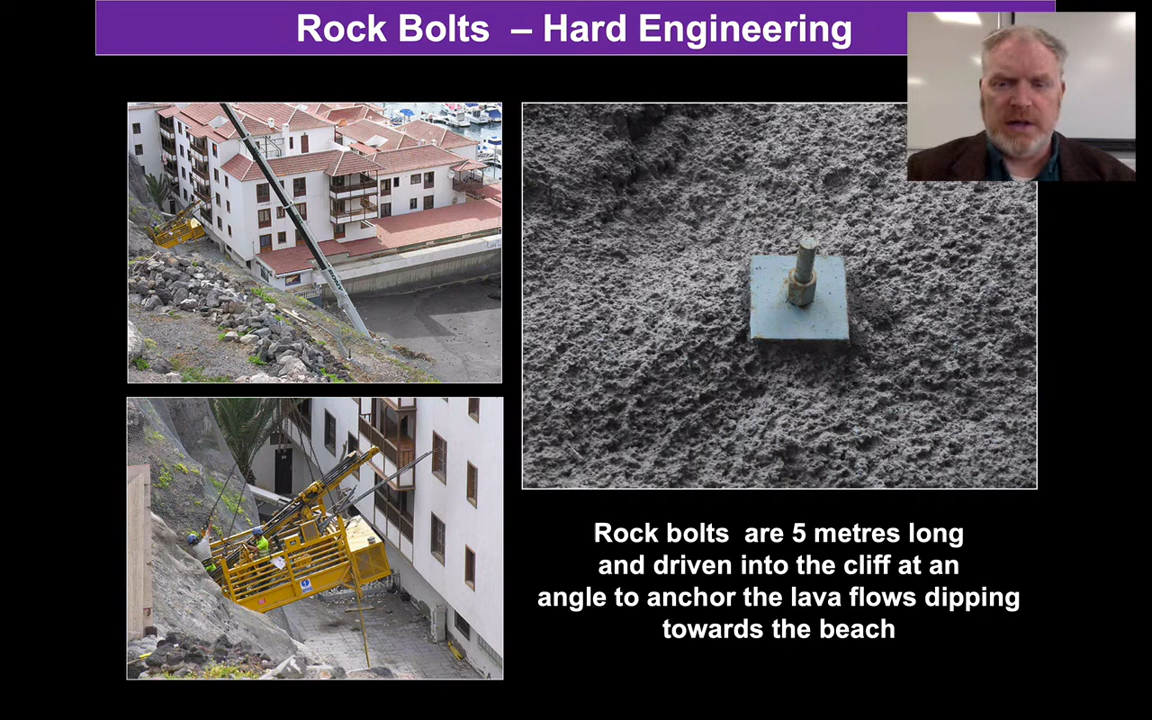 Rock Bolts – Hard Engineering
Rock bolts are 5 metres long
and driven into the cliff at an
angle to anchor the lava flows dipping
towards the beach